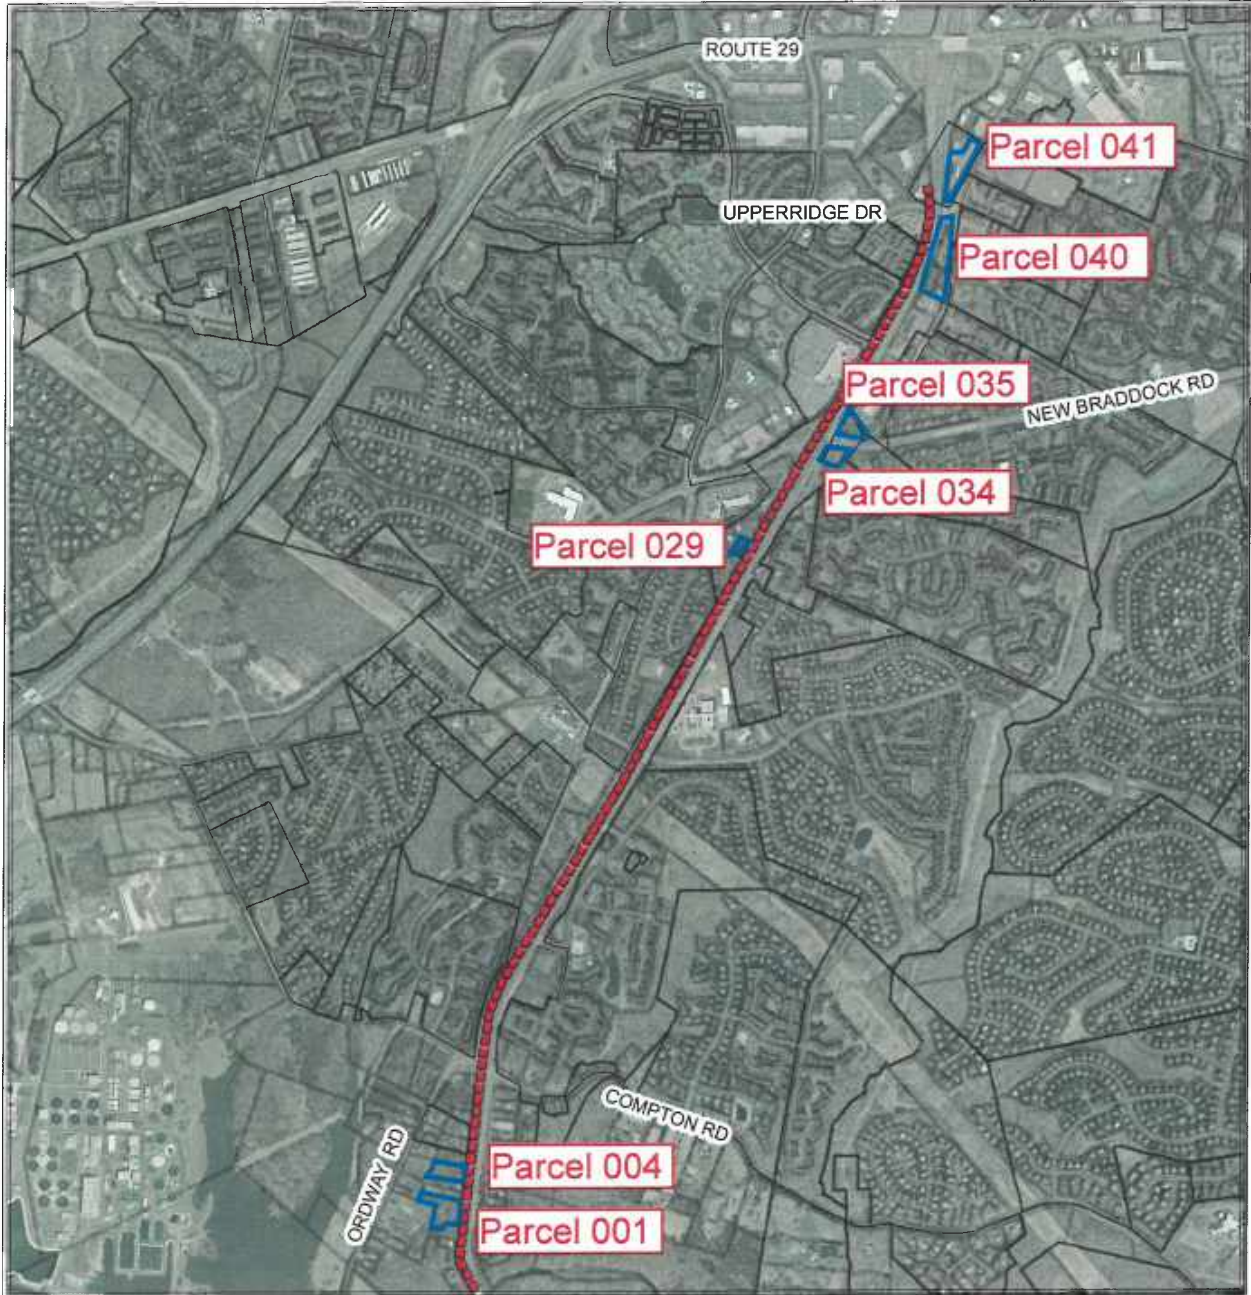 ROUTE 29
Parcel 041
UPPERRIDGE DR
Parcel 040
Parcel 035
NEW BRADDOCK RD
Parcel 034
Parcel 029
COMPTON RD
ORDWAY RD
Parcel 004
Parcel 001